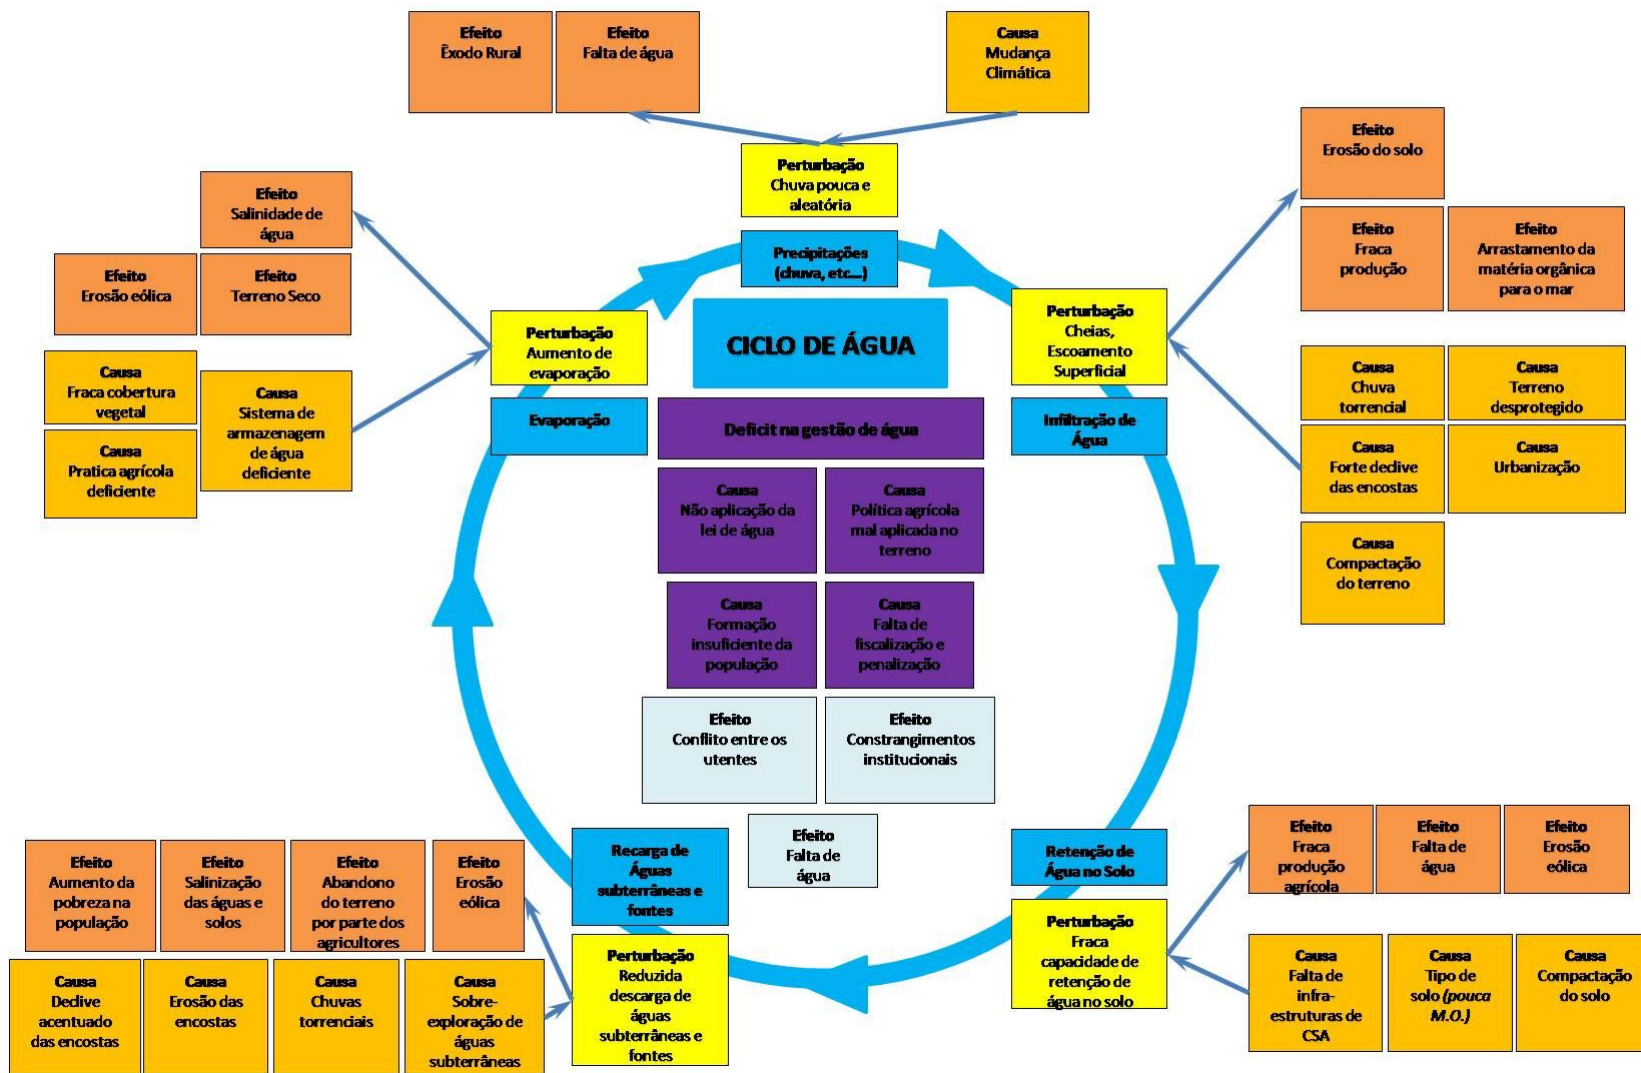 Efeito
Êxodo Rural
Efeito
Falta de água
Causa
Mudança
Climática
Perturbação
Chuva pouca e
aleatória
Efeito
Erosão do solo
Efeito
Fraca
produção
Efeito
Arrastamento da
matéria orgânica
para o mar
Efeito
Salinidade de
água
Efeito
Erosão eólica
Efeito
Terreno Seco
Precipitações
(chuva, etc...)
Perturbação
Aumento de
evaporação
CICLO DE ÁGUA
Perturbação
Cheias,
Escoamento
Superficial
Causa
Fraca cobertura
vegetal
Causa
Sistema de
armazenagem
de água
deficiente
Causa
Pratica agrícola
deficiente
Evaporação
Deficit na gestão de água
Infiltração de
Água
Causa
Chuva
torrencial
Causa
Terreno
desprotegido
Causa
Forte declive
das encostas
Causa
Urbanização
Causa
Compactação
do terreno
Causa
Não aplicação da
lei de água
Causa
Política agrícola
mal aplicada no
terreno
Causa
Formação
insuficiente da
população
Causa
Falta de
fiscalização e
penalização
Efeito
Conflito entre os
utentes
Efeito
Constrangimentos
institucionais
Efeito
Falta de
água
Recarga de
Águas
subterrâneas e
fontes
Retenção de
Água no Solo
Efeito
Aumento da
pobreza na
população
Efeito
Salinização
das águas e
solos
Efeito
Abandono
do terreno
por parte dos
agricultores
Efeito
Erosão
eólica
Efeito
Fraca
produção
agrícola
Efeito
Falta de
água
Efeito
Erosão
eólica
Causa
Declive
acentuado
das encostas
Causa
Erosão das
encostas
Causa
Chuvas
torrenciais
Causa
Sobre-
exploração de
águas
subterrâneas
Perturbação
Reduzida
descarga de
águas
subterrâneas e
fontes
Perturbação
Fraca
capacidade de
retenção de
água no solo
Causa
Falta de
infra-
estruturas de
CSA
Causa
Tipo de
solo (pouca
M.O.)
Causa
Compactação
do solo